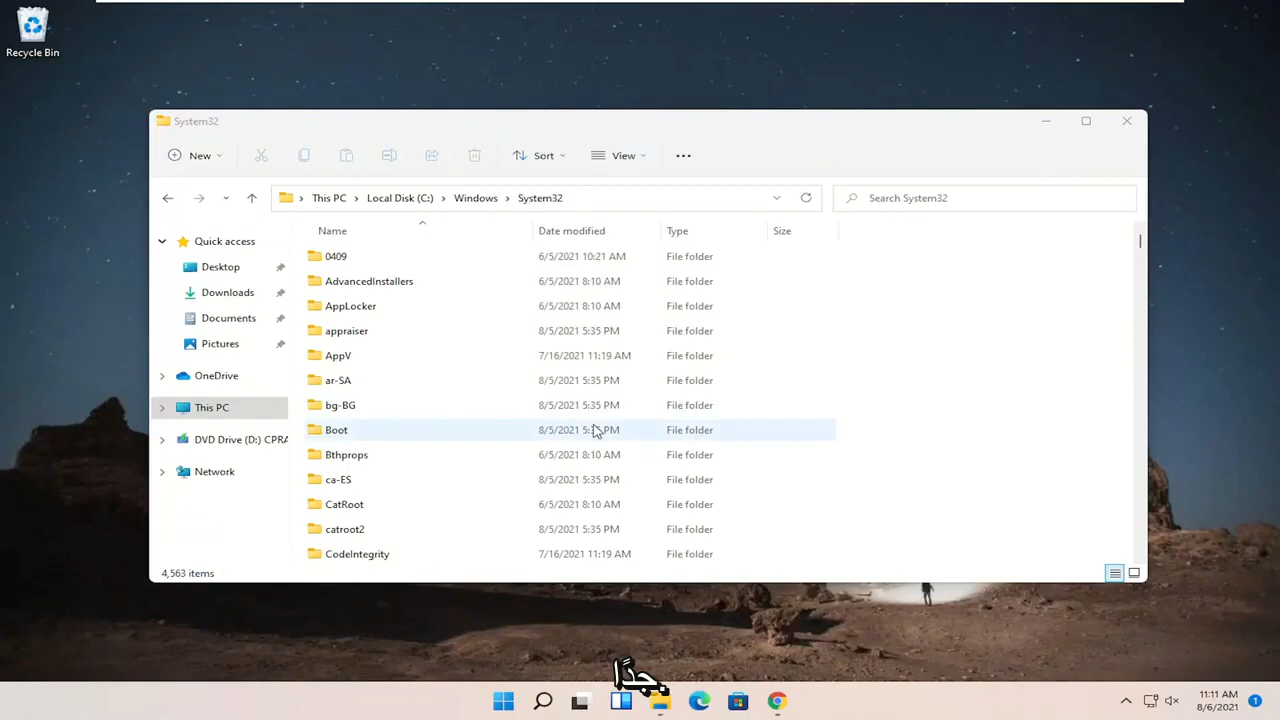 Recycle Bin
System32
New
Sort
View
This PC
Local Disk (C:)
Windows
System32
Search System32
Name
Date modified
Type
Size
Quick access
Desktop
Downloads
Documents
Pictures
OneDrive
This PC
DVD Drive (D:) CPRA
Network
0409 6/5/2021 10:21 AM File folder
AdvancedInstallers 6/5/2021 8:10 AM File folder
AppLocker 6/5/2021 8:10 AM File folder
appraiser 8/5/2021 5:35 PM File folder
AppV 7/16/2021 11:19 AM File folder
ar-SA 8/5/2021 5:35 PM File folder
bg-BG 8/5/2021 5:35 PM File folder
Boot 8/5/2021 PM File folder
Bthprops 6/5/2021 8:10 AM File folder
ca-ES 8/5/2021 5:35 PM File folder
CatRoot 6/5/2021 8:10 AM File folder
catroot2 8/5/2021 5:35 PM File folder
CodeIntegrity 7/16/2021 11:19 AM File folder
4,563 items
جدًا.
11:11 AM
8/6/2021
1